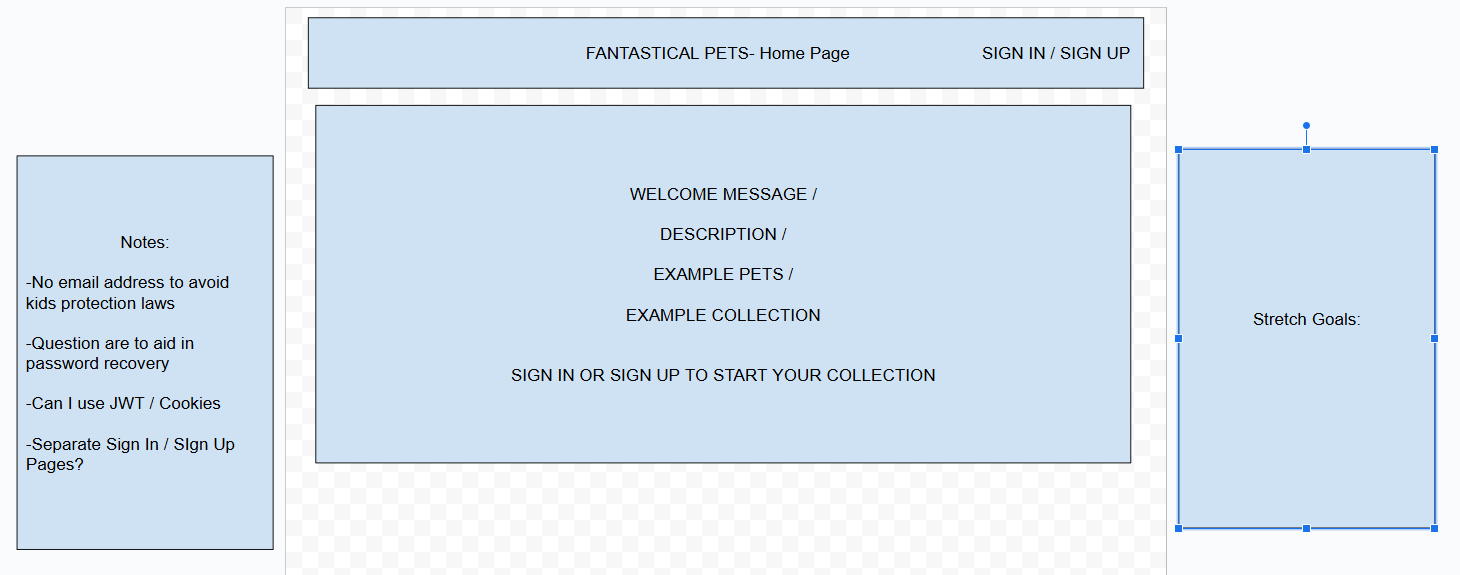 FANTASTICAL PETS- Home Page
SIGN IN / SIGN UP
WELCOME MESSAGE /
DESCRIPTION /
EXAMPLE PETS /
EXAMPLE COLLECTION
SIGN IN OR SIGN UP TO START YOUR COLLECTION
Notes:
-No email address to avoid
kids protection laws
-Question are to aid in
password recovery
-Can I use JWT / Cookies
-Separate Sign In / SIgn Up
Pages?
Stretch Goals: